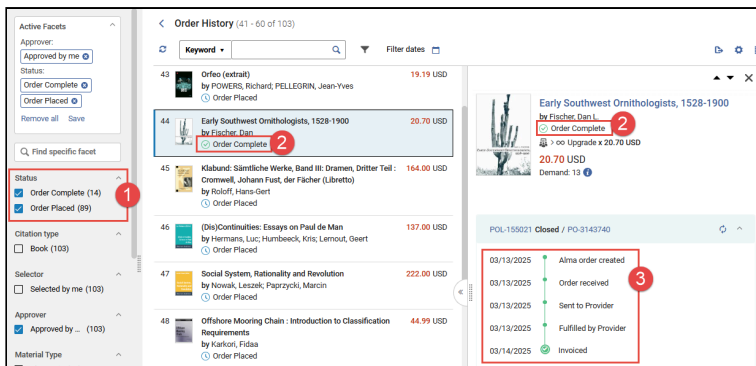 Active Facets
Approver:
Approved by me
Status:
Order Complete
Order Placed
Remove all Save
Find specific facet
Status
Order Complete (14)
Order Placed (89)
1
Citation type
Book (103)
Selector
Selected by me (103)
Approver
Approved by ... (103)
Material Type
Order History (41 - 60 of 103)
Keyword
Filter dates
43
Orfeo (extrait)
19.19 USD
by POWERS, Richard; PELLEGRIN, Jean-Yves
Order Placed
44
Early Southwest Ornithologists, 1528-1900
20.70 USD
by Fischer, Dan
Order Complete
2
45
Klabund: Sämtliche Werke, Band III: Dramen, Dritter Teil :
164.00 USD
Cromwell, Johann Fust, der Fächer (Libretto)
by Roloff, Hans-Gert
Order Placed
46
(Dis)Continuities: Essays on Paul de Man
137.00 USD
by Hermans, Luc; Humbeeck, Kris; Lernout, Geert
Order Placed
47
Social System, Rationality and Revolution
222.00 USD
by Nowak, Leszek; Paprzycki, Marcin
Order Placed
48
Offshore Mooring Chain : Introduction to Classification
44.99 USD
Requirements
by Karkori, Fidaa
Order Placed
Early Southwest Ornithologists, 1528-1900
by Fischer, Dan L.
Order Complete
2
> ∞ Upgrade x 20.70 USD
20.70 USD
Demand: 13
POL-155021 Closed / PO-3143740
03/13/2025 Alma order created
03/13/2025 Order received
3
03/13/2025 Sent to Provider
03/13/2025 Fulfilled by Provider
03/14/2025 Invoiced